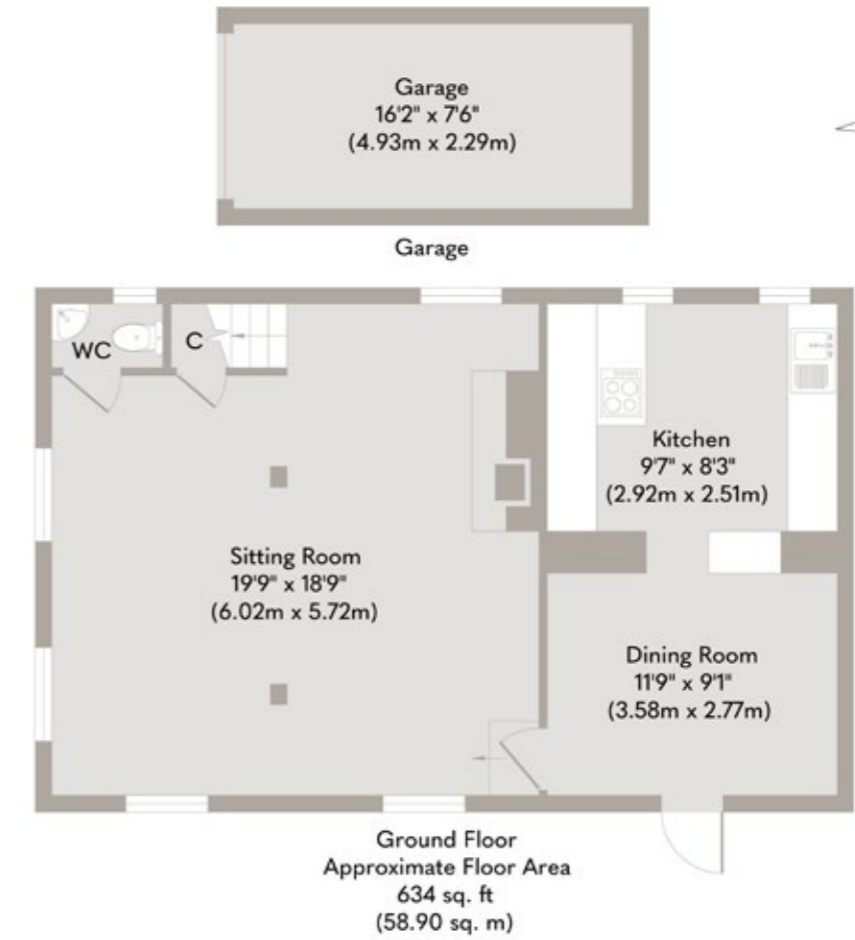 Garage
16'2" x 7'6"
(4.93m x 2.29m)
Garage
WC
C
Kitchen
9'7" x 8'3"
(2.92m x 2.51m)
Sitting Room
19'9" x 18'9"
(6.02m x 5.72m)
Dining Room
11'9" x 9'1"
(3.58m x 2.77m)
Ground Floor
Approximate Floor Area
634 sq. ft
(58.90 sq. m)